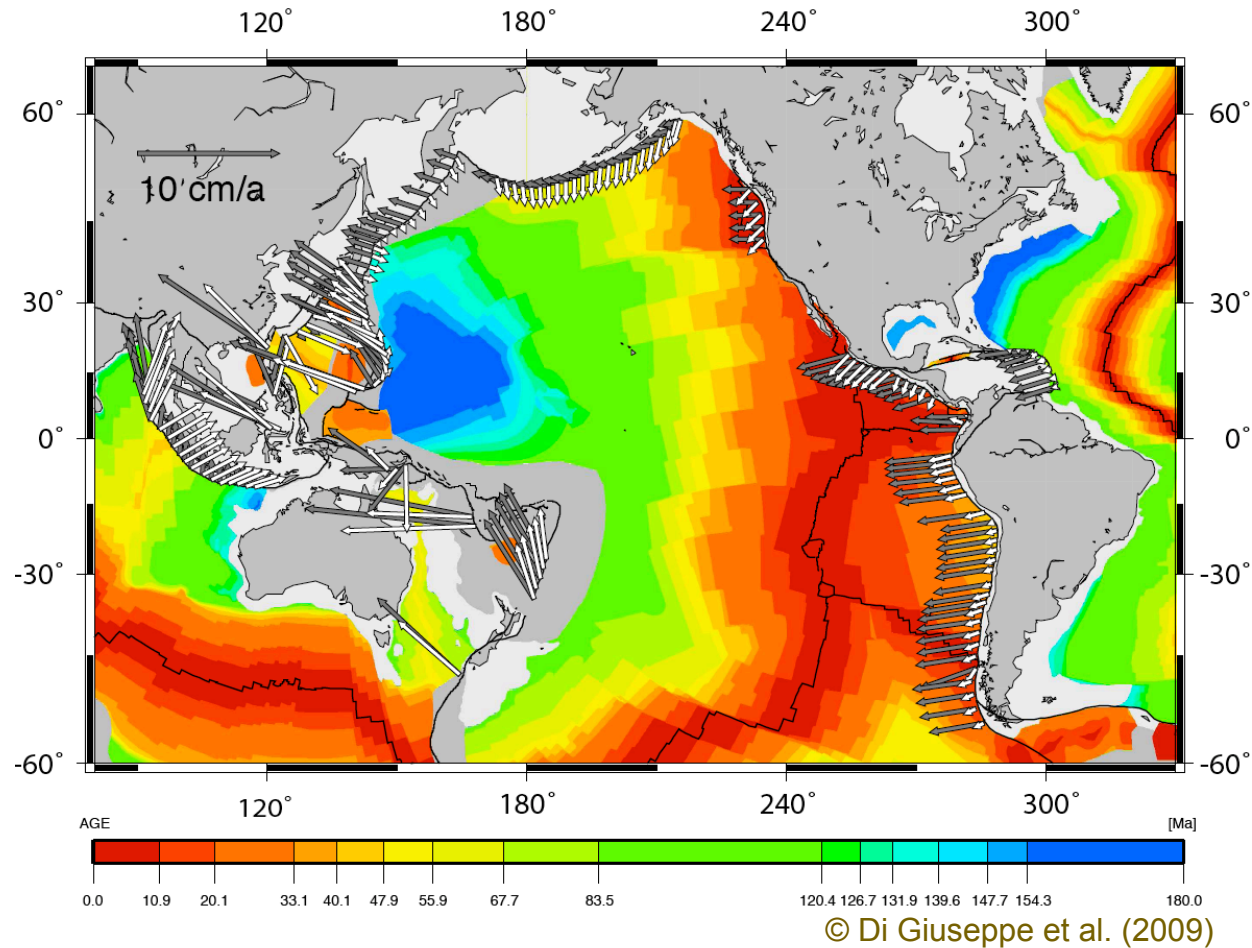 120° 180° 240° 300°
60° 60°
10 cm/a
30° 30°
0° 0°
-30° -30°
-60° -60°
120° 180° 240° 300°
AGE [Ma]
0.0 10.9 20.1 33.1 40.1 47.9 55.9 67.7 83.5 120.4 126.7 131.9 139.6 147.7 154.3 180.0
© Di Giuseppe et al. (2009)